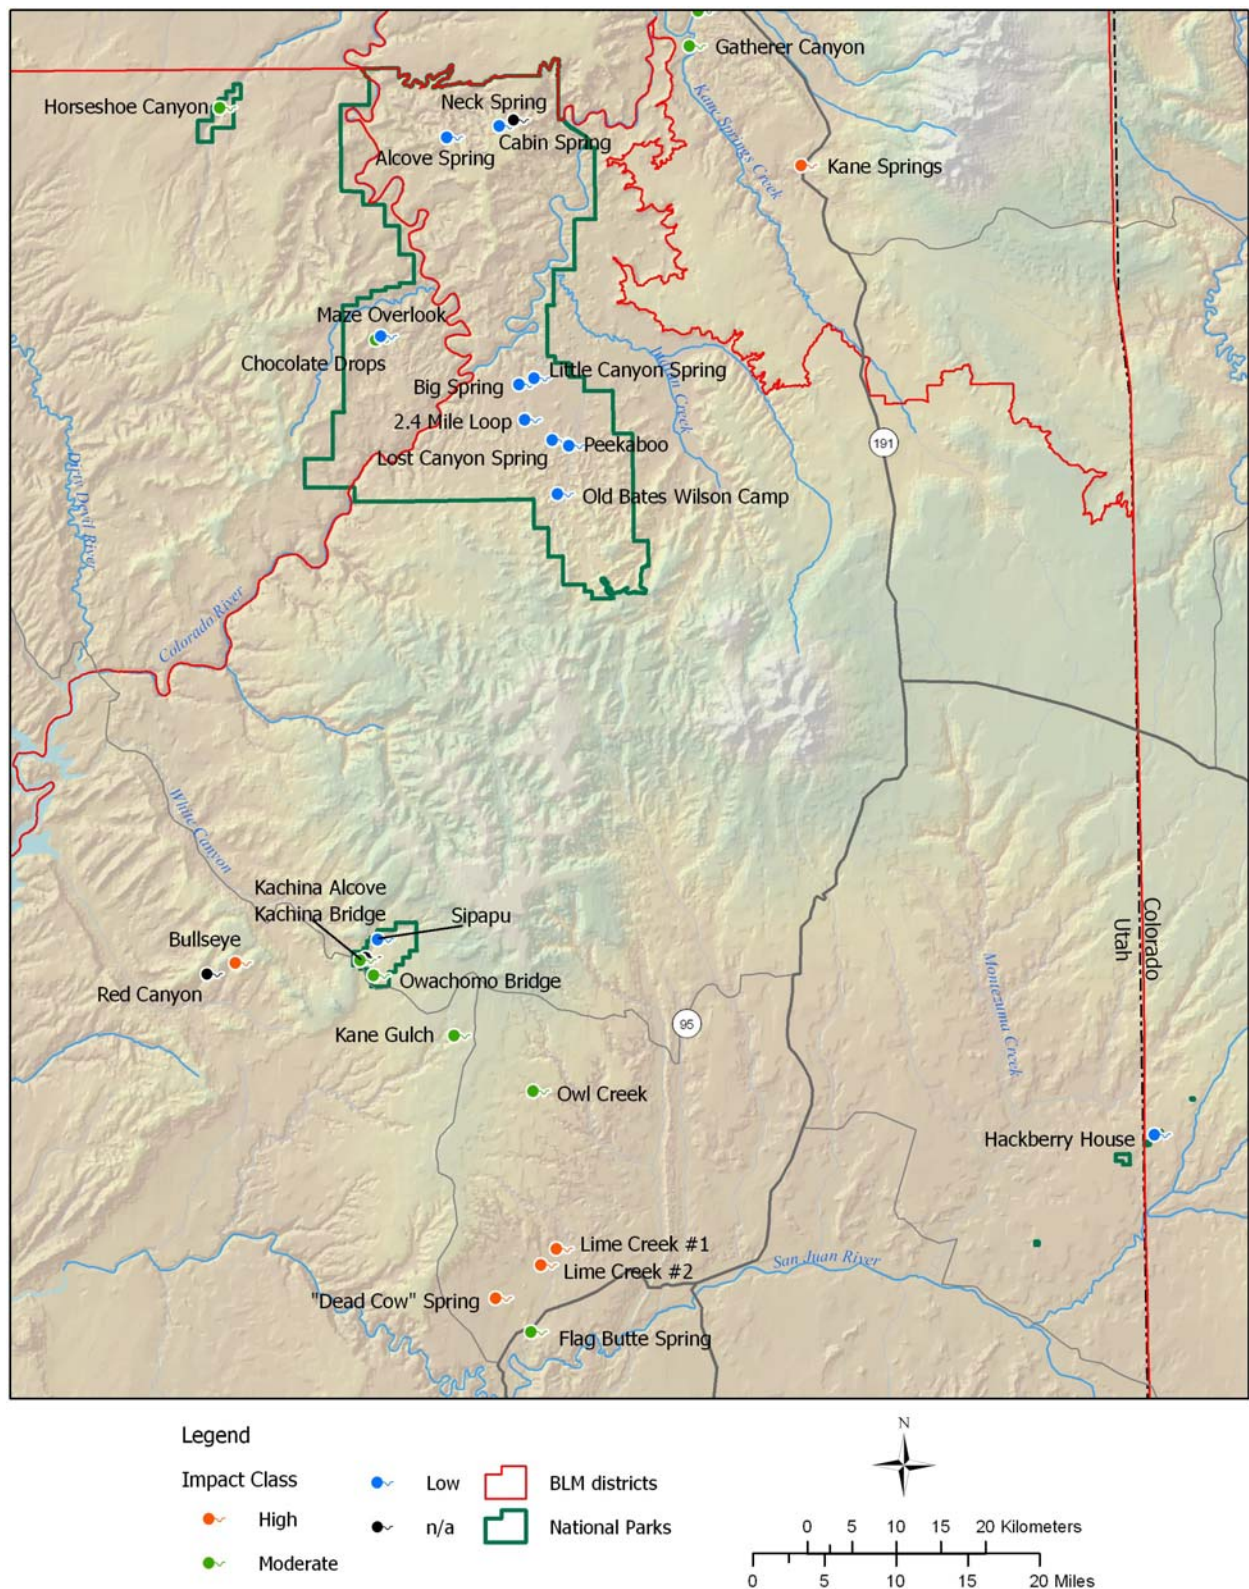 Gatherer Canyon
Horseshoe Canyon
Neck Spring
Cabin Spring
Alcove Spring
Kane Springs Creek
Kane Springs
Maze Overlook
Chocolate Drops
Little Canyon Spring
Big Spring
Indian Creek
2.4 Mile Loop
Peekaboo
Lost Canyon Spring
191
Dirty Devil River
Old Bates Wilson Camp
Colorado River
White Canyon
Kachina Alcove
Kachina Bridge
Sipapu
Bullseye
Colorado
Utah
Owachomo Bridge
Red Canyon
Montezuma Creek
95
Kane Gulch
Owl Creek
Hackberry House
Lime Creek #1
San Juan River
Lime Creek #2
"Dead Cow" Spring
Flag Butte Spring
Legend
Impact Class
High
Moderate
Low
n/a
BLM districts
National Parks
N
0 5 10 15 20 Kilometers
0 5 10 15 20 Miles